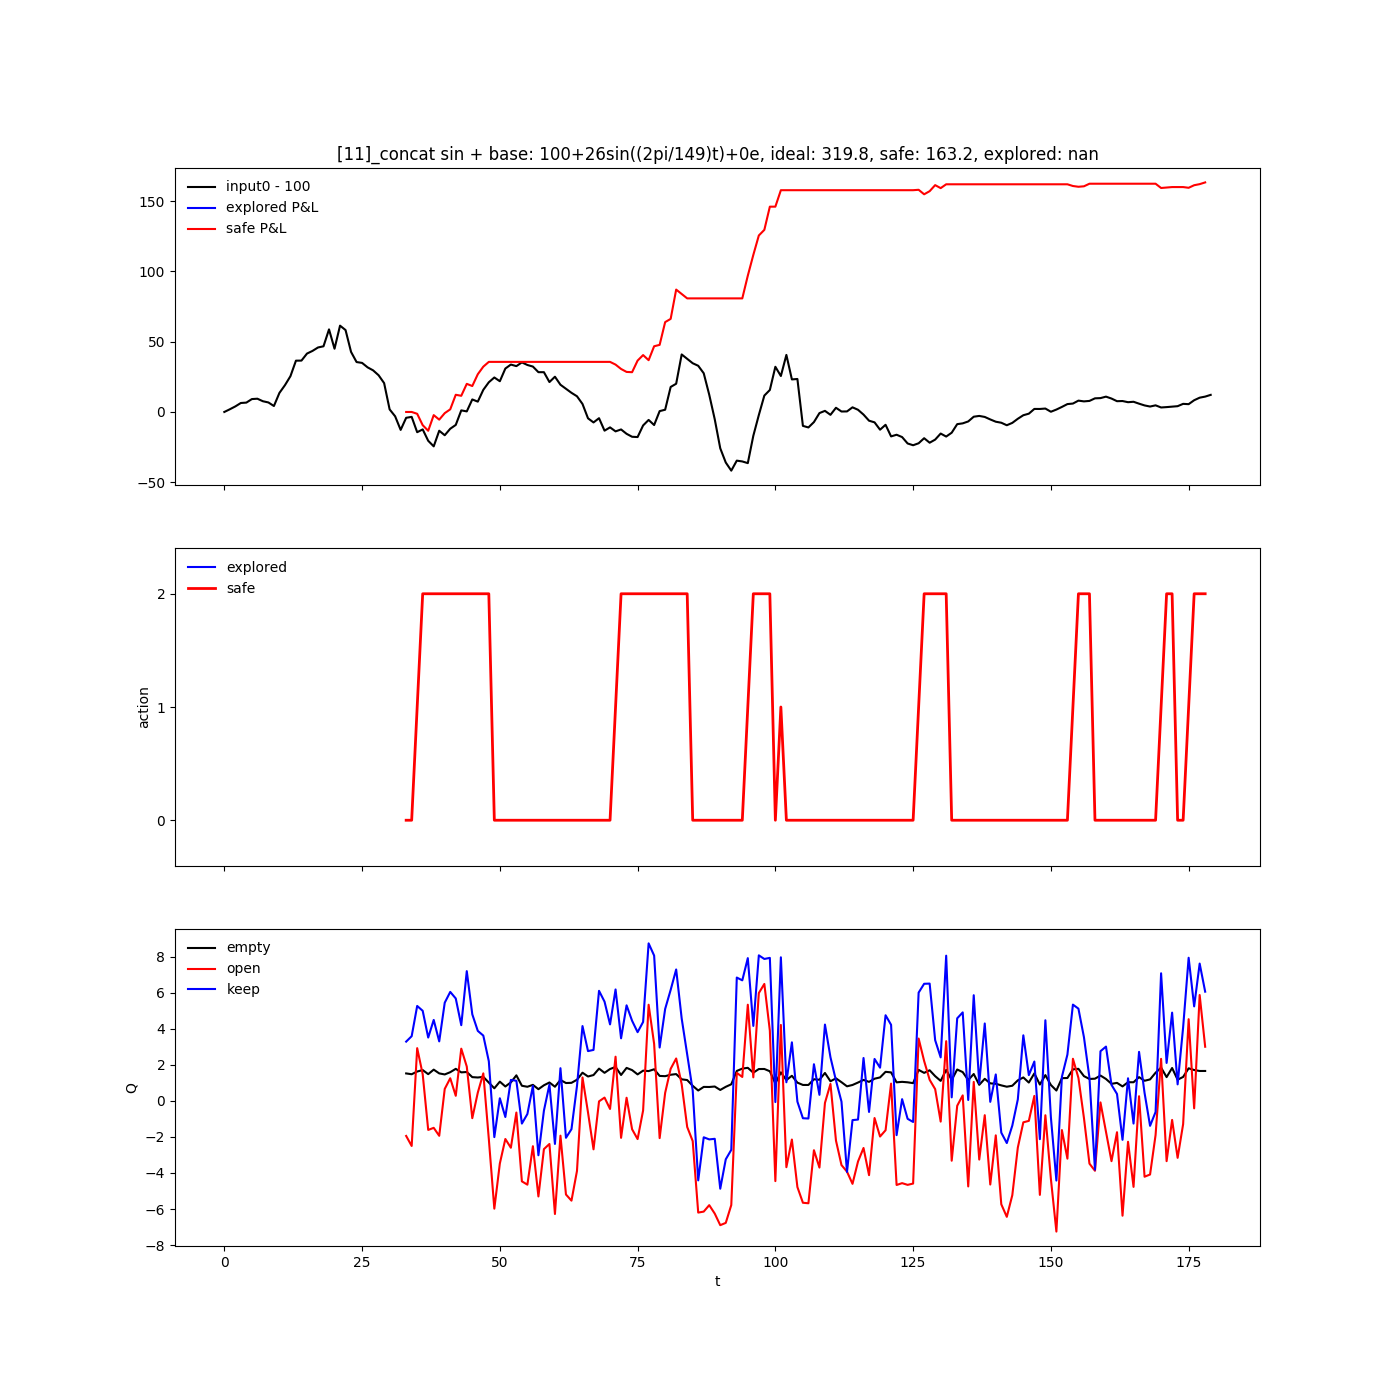 [11]_concat sin + base: 100+26sin((2pi/149)t)+0e, ideal: 319.8, safe: 163.2, explored: nan
input0 - 100
explored P&L
safe P&L
150
100
50
0
−50
explored
safe
2
1
0
action
empty
open
keep
8
6
4
2
0
−2
−4
−6
−8
Q
0 25 50 75 100 125 150 175
t